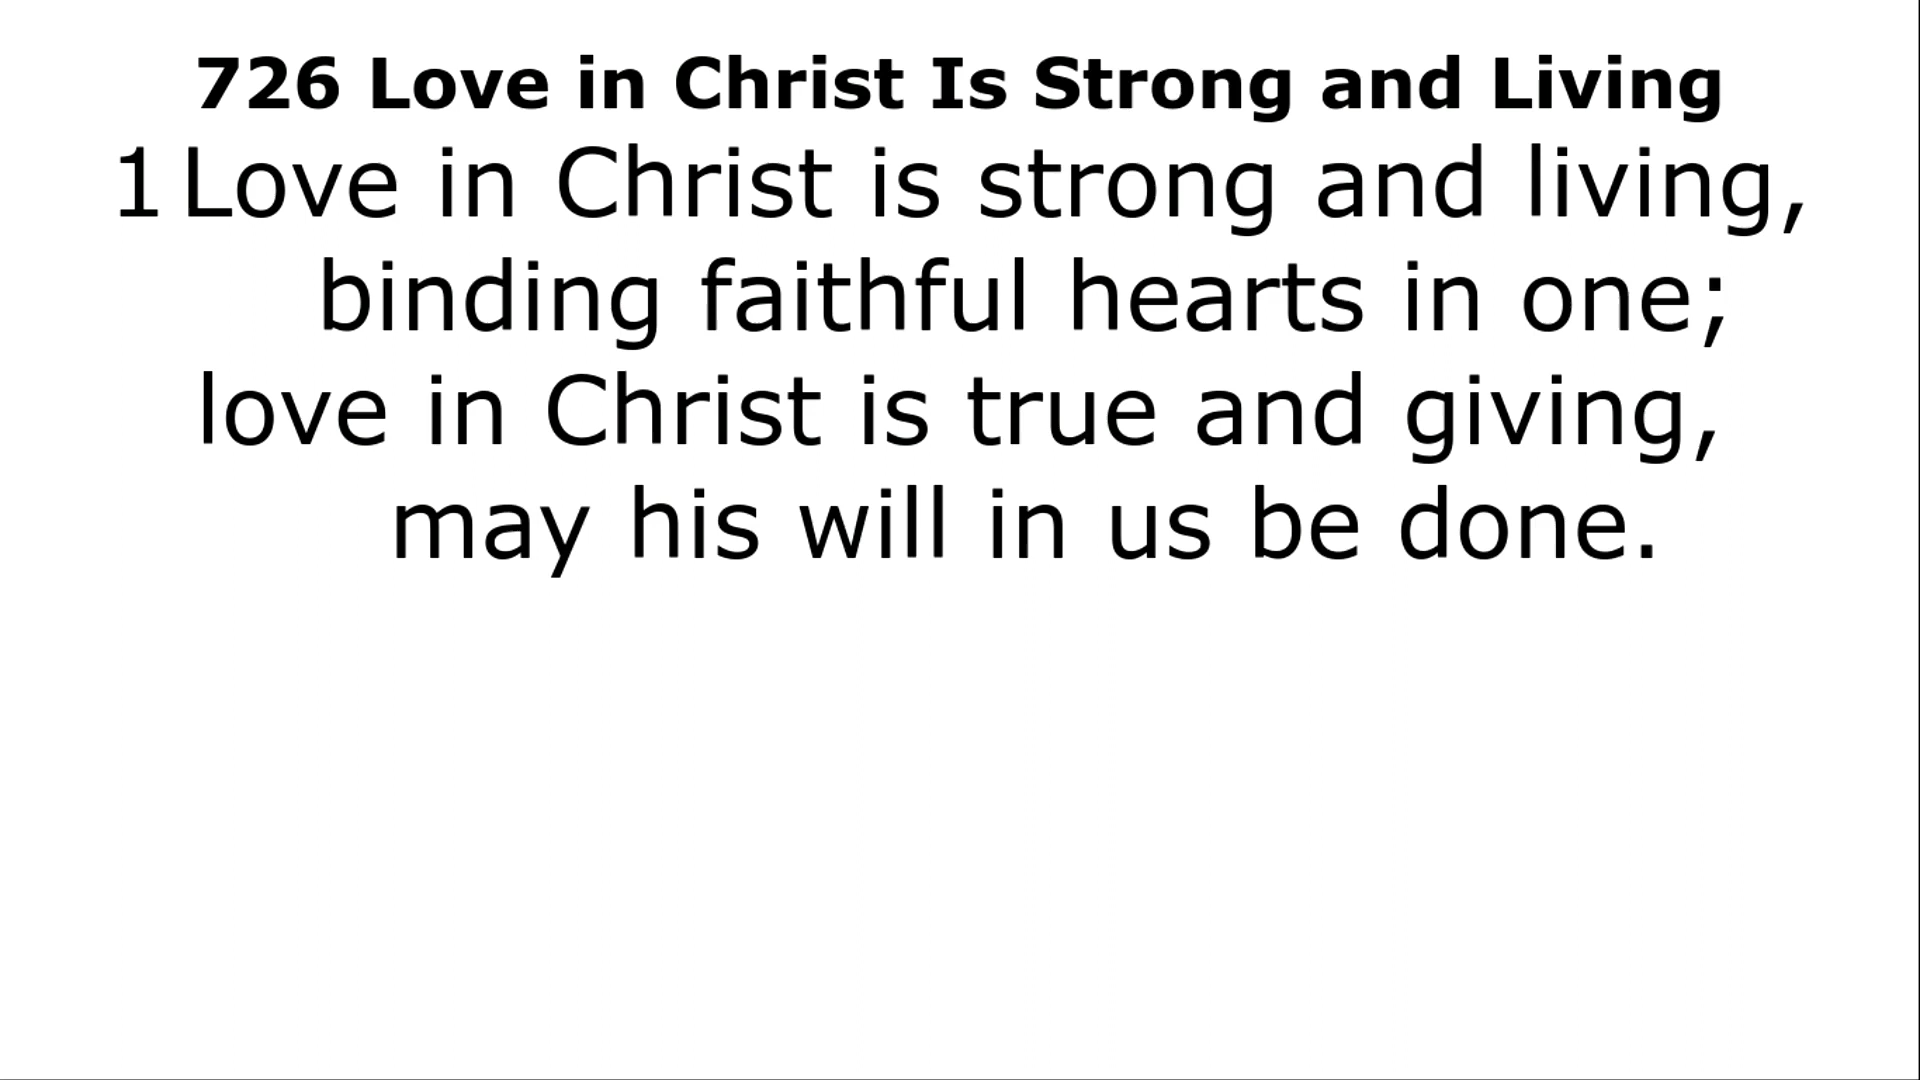 726 Love in Christ Is Strong and Living
1 Love in Christ is strong and living,
binding faithful hearts in one;
love in Christ is true and giving,
may his will in us be done.